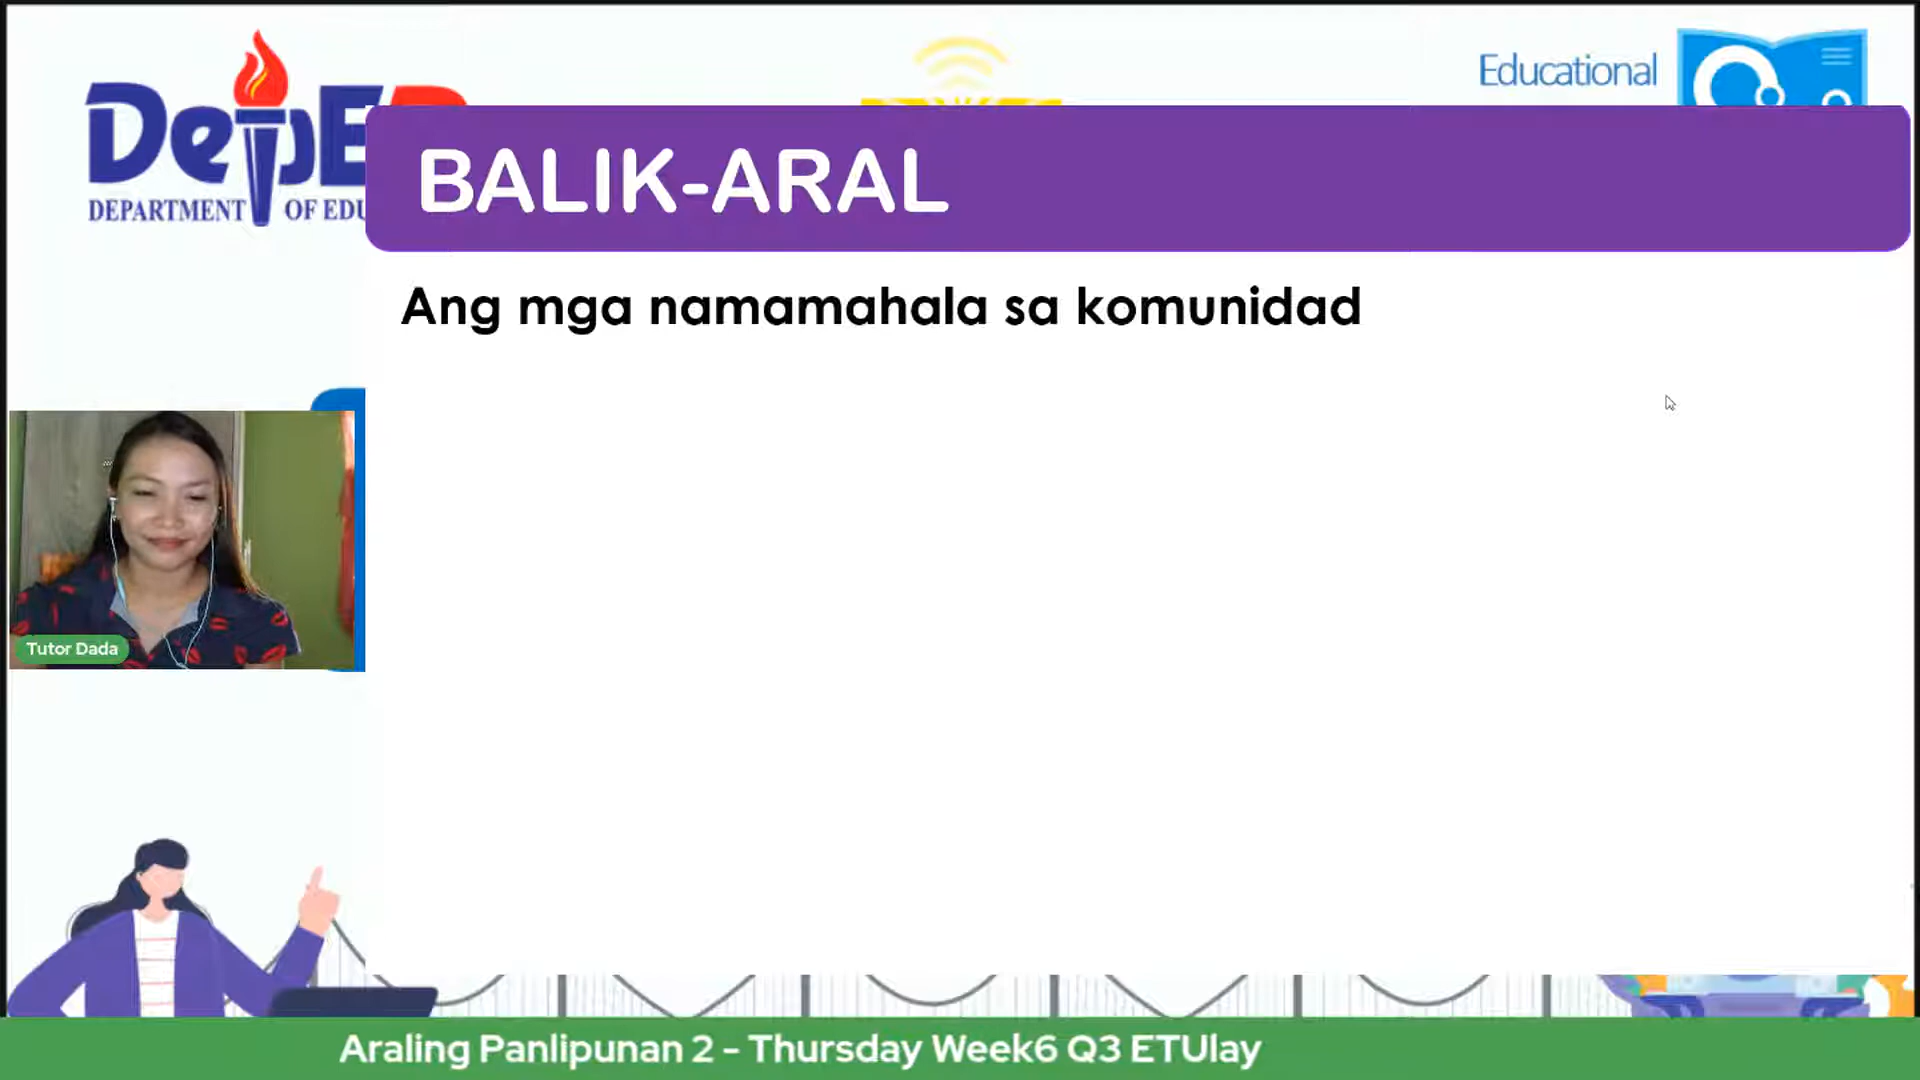 DepE
DEPARTMENT OF EDU
Educational
BALIK-ARAL
Ang mga namamahala sa komunidad
Tutor Dada
Araling Panlipunan 2 - Thursday Week6 Q3 ETUlay